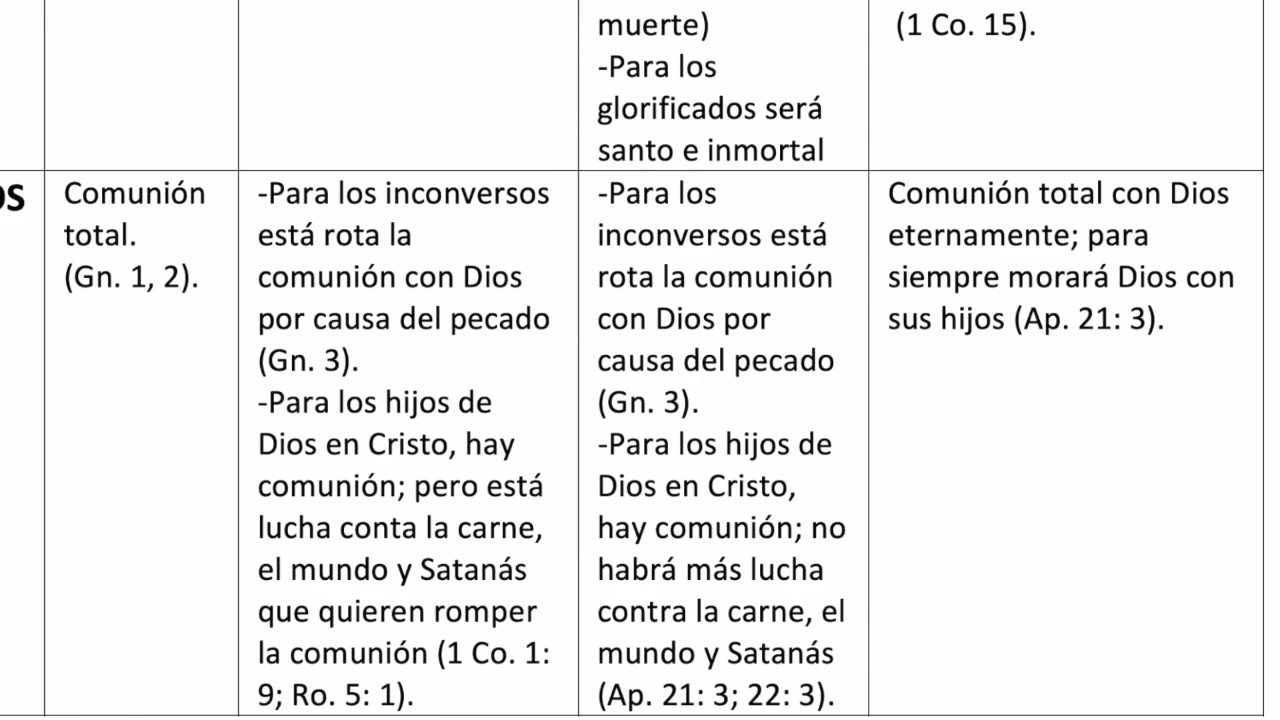 muerte)
-Para los
glorificados será
santo e inmortal
(1 Co. 15).
OS
Comunión
total.
(Gn. 1, 2).
-Para los inconversos
está rota la
comunión con Dios
por causa del pecado
(Gn. 3).
-Para los hijos de
Dios en Cristo, hay
comunión; pero está
lucha conta la carne,
el mundo y Satanás
que quieren romper
la comunión (1 Co. 1:
9; Ro. 5: 1).
-Para los
inconversos está
rota la comunión
con Dios por
causa del pecado
(Gn. 3).
-Para los hijos de
Dios en Cristo,
hay comunión; no
habrá más lucha
contra la carne, el
mundo y Satanás
(Ap. 21: 3; 22: 3).
Comunión total con Dios
eternamente; para
siempre morará Dios con
sus hijos (Ap. 21: 3).